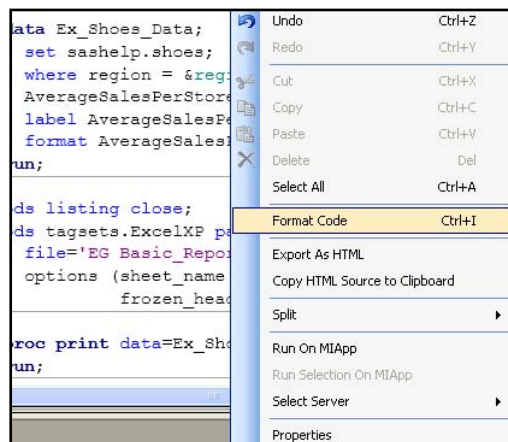 ata Ex_Shoes_Data;
set sashelp.shoes;
where region = &reg
AverageSalesPerStore
label AverageSalesPe
format AverageSales
un;
ds listing close;
ds tagsets.ExcelXP pa
file='EG Basic_Repo
options (sheet_name
frozen_head
roc print data=Ex_Sho
un;
Undo Ctrl+Z
Redo Ctrl+Y
Cut Ctrl+X
Copy Ctrl+C
Paste Ctrl+V
Delete Del
Select All Ctrl+A
Format Code Ctrl+I
Export As HTML
Copy HTML Source to Clipboard
Split
Run On MIApp
Run Selection On MIApp
Select Server
Properties